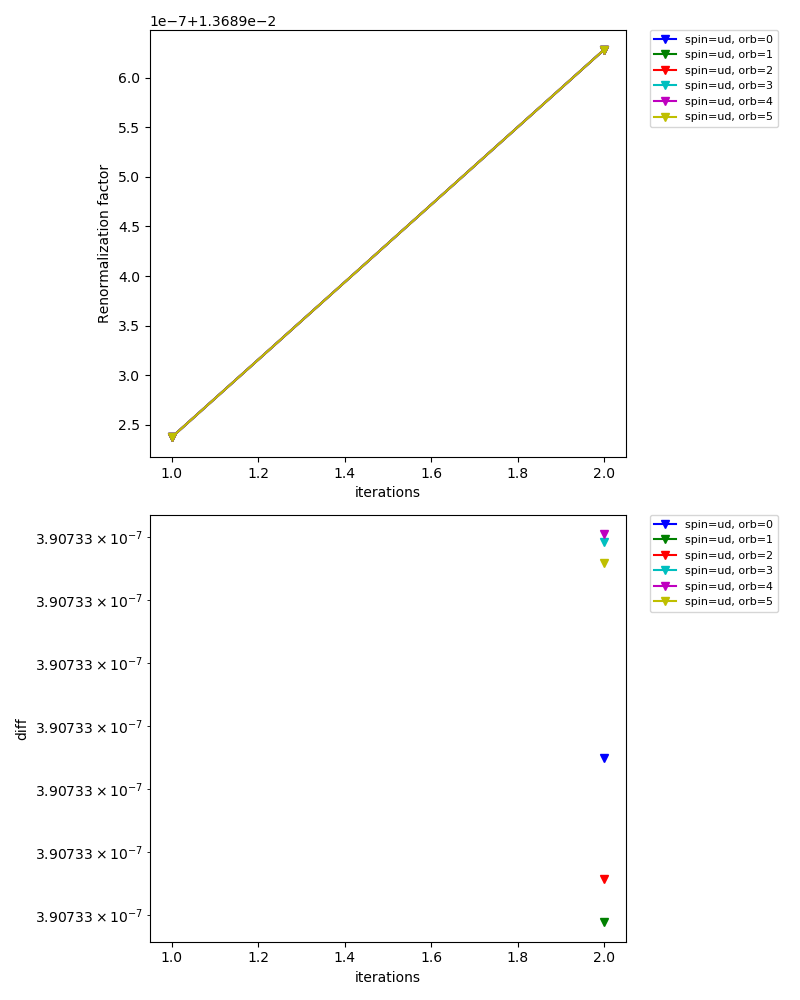 1e−7+1.3689e−2
6.0
5.5
5.0
4.5
4.0
3.5
3.0
2.5
Renormalization factor
1.0 1.2 1.4 1.6 1.8 2.0
iterations
spin=ud, orb=0
spin=ud, orb=1
spin=ud, orb=2
spin=ud, orb=3
spin=ud, orb=4
spin=ud, orb=5
3.90733 × 10⁻⁷
3.90733 × 10⁻⁷
3.90733 × 10⁻⁷
3.90733 × 10⁻⁷
3.90733 × 10⁻⁷
3.90733 × 10⁻⁷
3.90733 × 10⁻⁷
diff
1.0 1.2 1.4 1.6 1.8 2.0
iterations
spin=ud, orb=0
spin=ud, orb=1
spin=ud, orb=2
spin=ud, orb=3
spin=ud, orb=4
spin=ud, orb=5